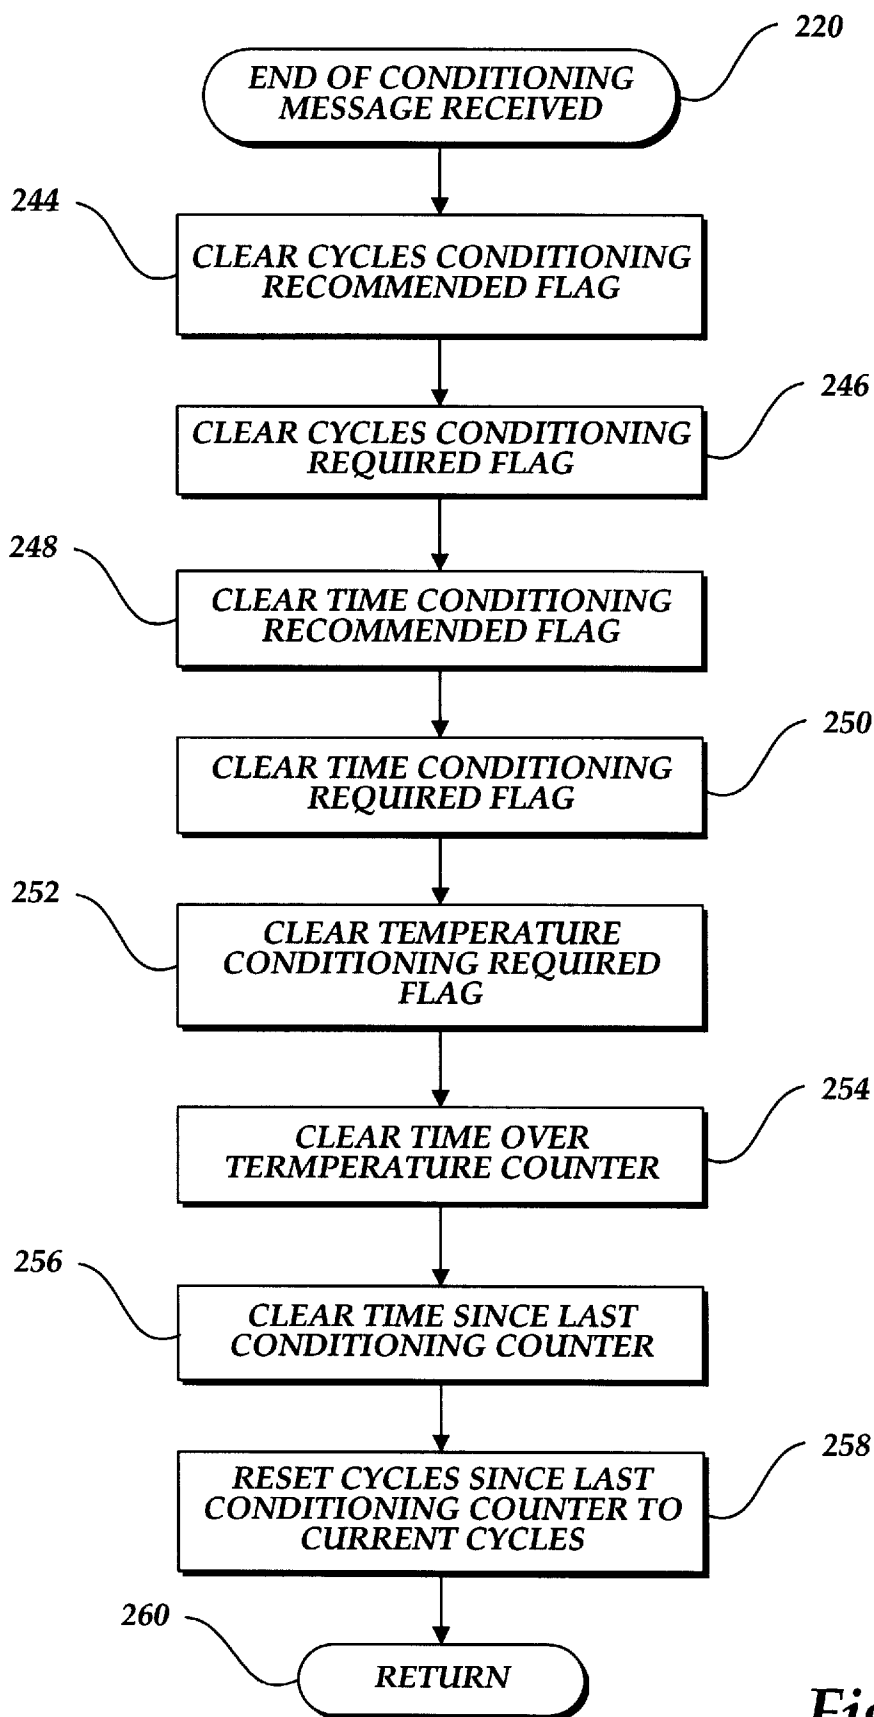 220
END OF CONDITIONING
MESSAGE RECEIVED
244
CLEAR CYCLES CONDITIONING
RECOMMENDED FLAG
246
CLEAR CYCLES CONDITIONING
REQUIRED FLAG
248
CLEAR TIME CONDITIONING
RECOMMENDED FLAG
250
CLEAR TIME CONDITIONING
REQUIRED FLAG
252
CLEAR TEMPERATURE
CONDITIONING REQUIRED
FLAG
254
CLEAR TIME OVER
TERMPERATURE COUNTER
256
CLEAR TIME SINCE LAST
CONDITIONING COUNTER
258
RESET CYCLES SINCE LAST
CONDITIONING COUNTER TO
CURRENT CYCLES
260
RETURN